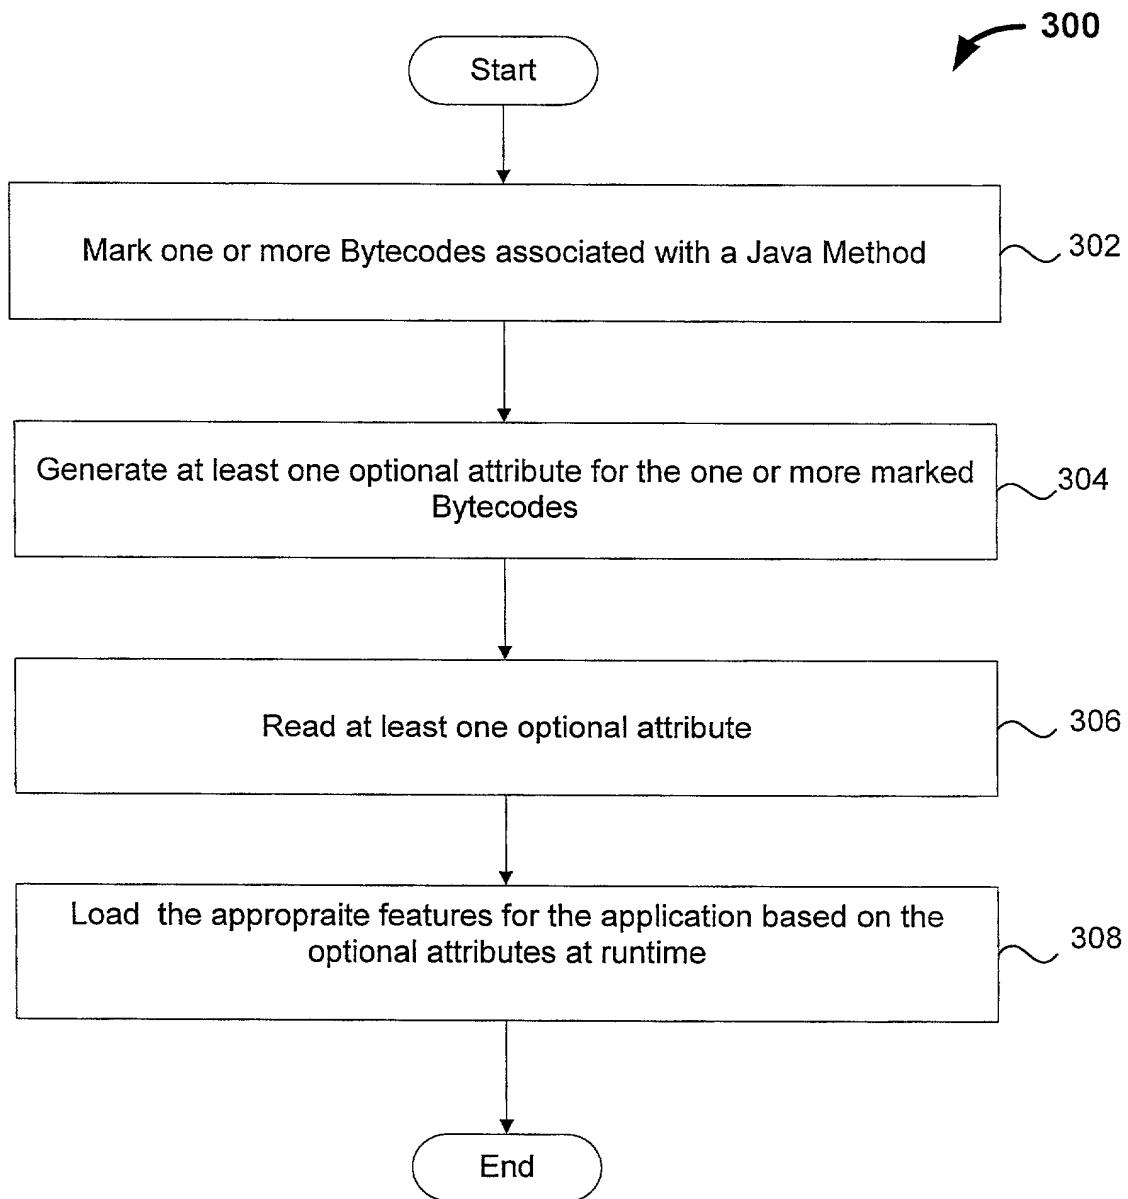 300
Start
Mark one or more Bytecodes associated with a Java Method
302
Generate at least one optional attribute for the one or more marked
Bytecodes
304
Read at least one optional attribute
306
Load the appropraite features for the application based on the
optional attributes at runtime
308
End